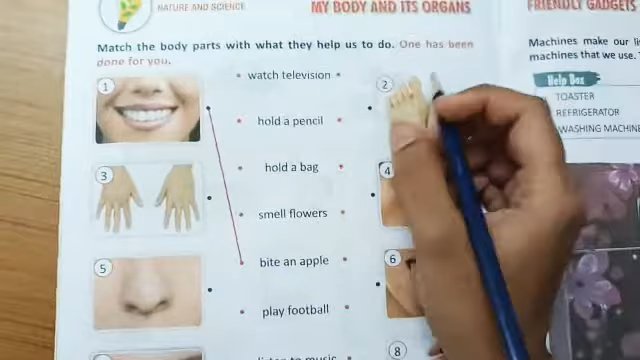 NATURE AND SCIENCE
MY BODY AND ITS ORGANS
FRIENDLY GADGETS
Match the body parts with what they help us to do. One has been
done for you.
1
watch television
hold a pencil
2
3
hold a bag
4
smell flowers
5
bite an apple
6
play football
8
Machines make our
machines that we use.
Help Box
TOASTER
REFRIGERATOR
WASHING MACHINE